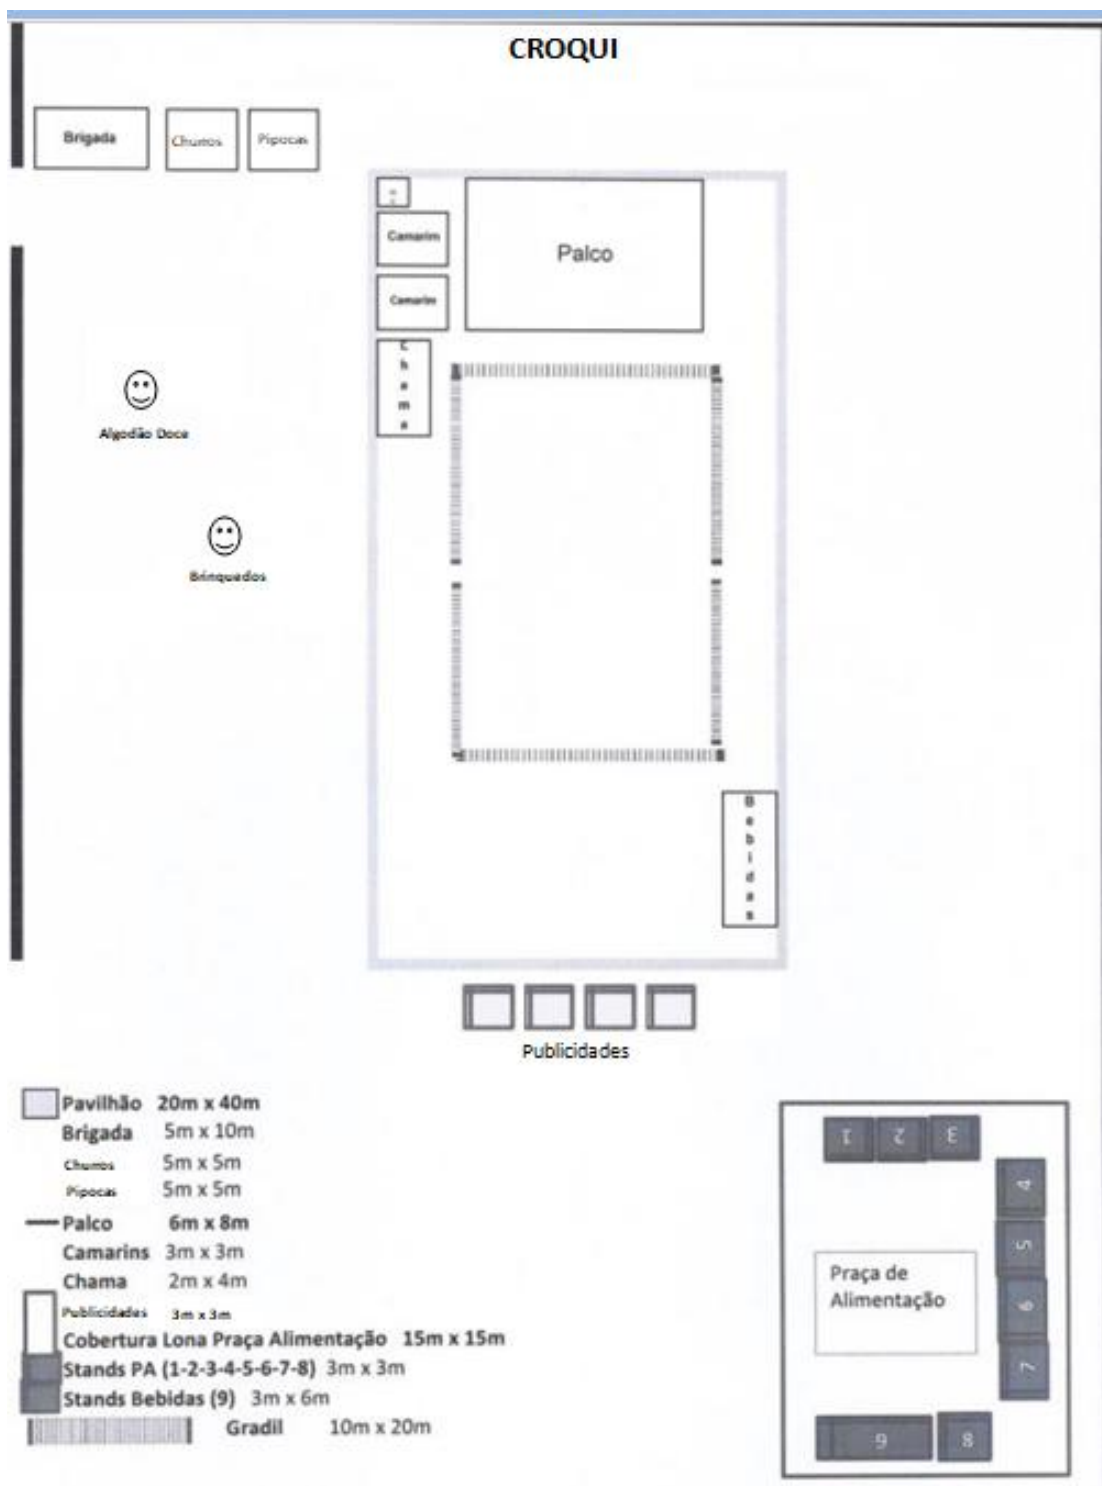 CROQUI
Brigada
Churros
Pipocas
Camarim
Palco
Camarim
Chama
Algodão Doce
Brinquedos
Bebidas
Publicidades
Pavilhão 20m x 40m
Brigada 5m x 10m
Churros 5m x 5m
Pipocas 5m x 5m
Palco 6m x 8m
Camarins 3m x 3m
Chama 2m x 4m
Publicidades 3m x 3m
Cobertura Lona Praça Alimentação 15m x 15m
Stands PA (1-2-3-4-5-6-7-8) 3m x 3m
Stands Bebidas (9) 3m x 6m
Gradil 10m x 20m
1 2 3
4
5
6
7
Praça de
Alimentação
9 8